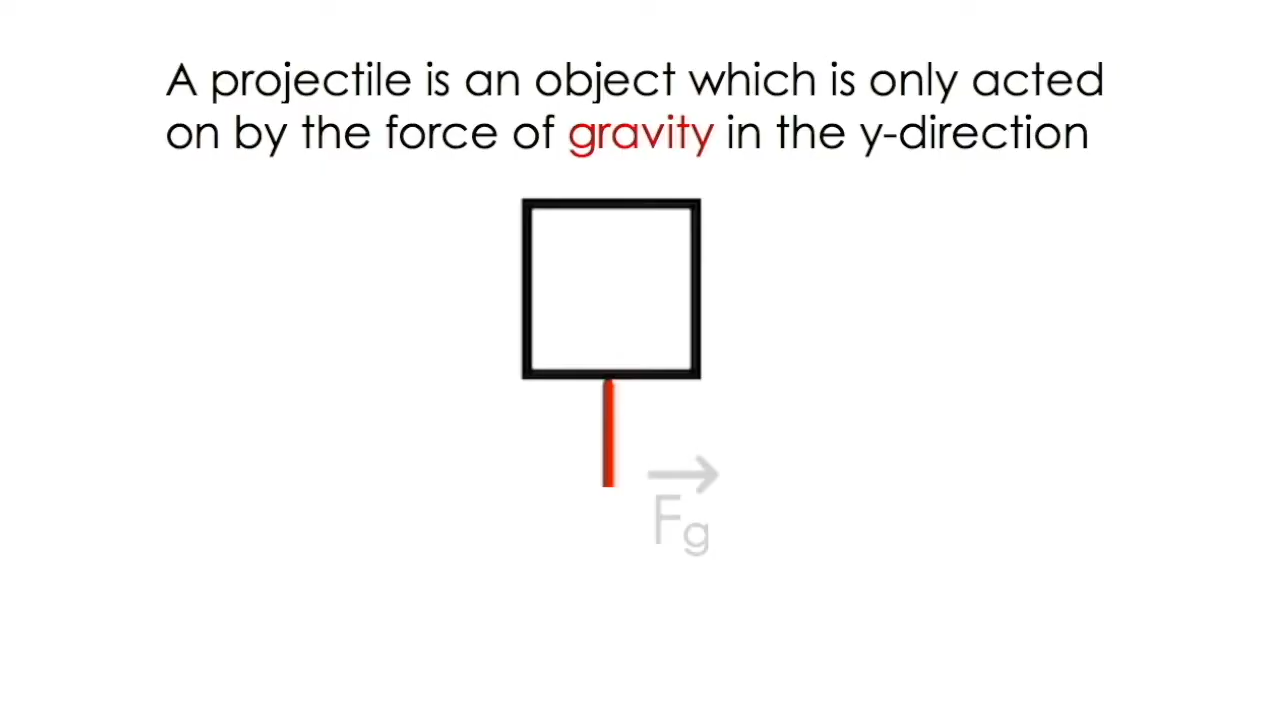 A projectile is an object which is only acted
on by the force of gravity in the y-direction
Fg